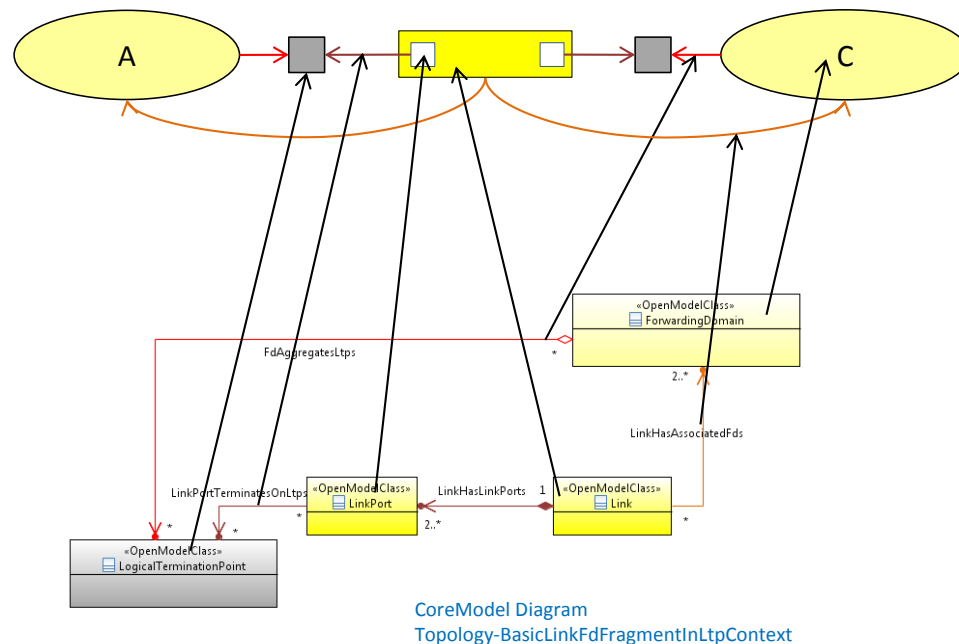 A
C
«OpenModelClass»
ForwardingDomain
FdAggregatesLtps
*
2..*
LinkHasAssociatedFds
«OpenModelClass»
LinkPort
LinkHasLinkPorts
1
«OpenModelClass»
Link
LinkPortTerminatesOnLtps
*
2..*
*
*
*
«OpenModelClass»
LogicalTerminationPoint
CoreModel Diagram
Topology-BasicLinkFdFragmentInLtpContext